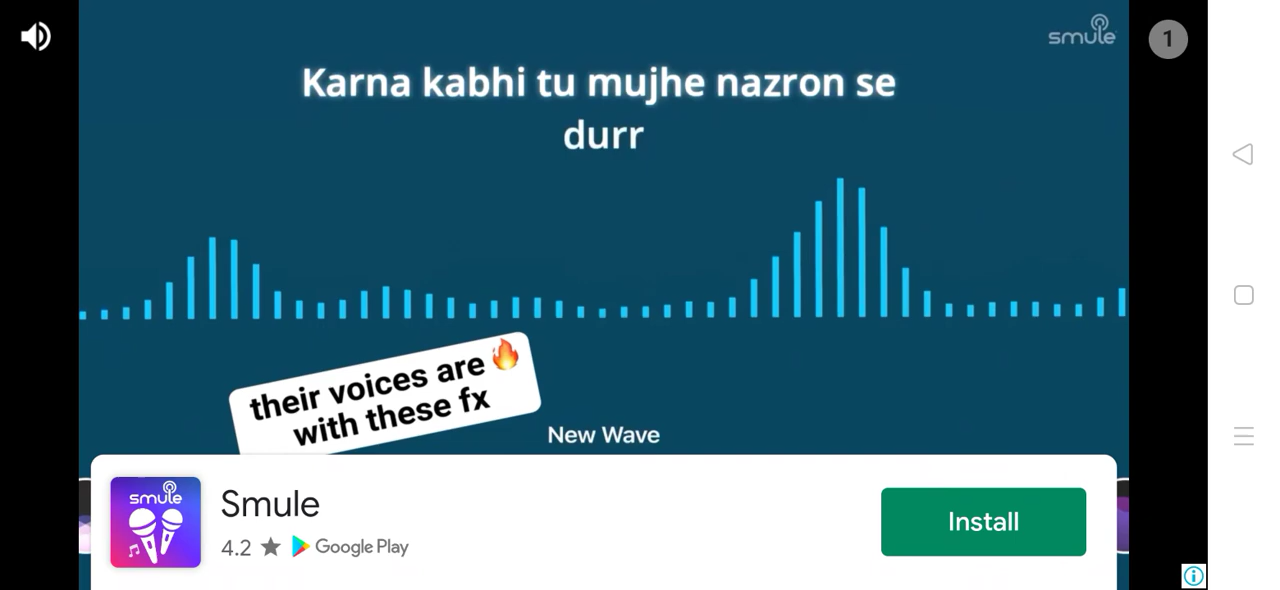 smule
1
Karna kabhi tu mujhe nazron se
durr
their voices are🔥
with these fx
New Wave
smule
Smule
4.2 ★ Google Play
Install